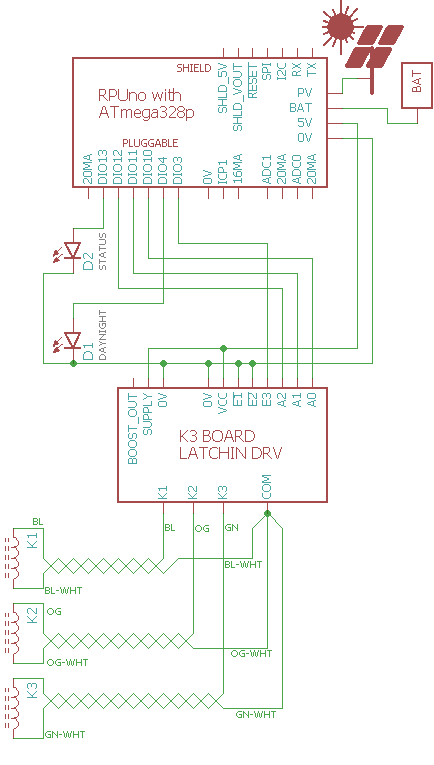 SHIELD
SHLD_5V
SHLD_VOUT
RESET
SPI
I2C
RX
TX
BAT
RPUno with
ATmega328p
PV
BAT
5V
0V
PLUGGABLE
20MA
DIO13
DIO12
DIO11
DIO10
DIO4
DIO3
0V
ICP1
16MA
ADC1
20MA
ADC0
20MA
D2
STATUS
D1
DAYNIGHT
BOOST_OUT
SUPPLY
0V
0V
VCC
E1
E2
E3
A2
A1
A0
K3 BOARD
LATCHIN DRV
K1
K2
K3
COM
BL
OG
GN
BL
K1
BL-WHT
BL-WHT
OG
K2
OG-WHT
OG-WHT
K3
GN-WHT
GN-WHT